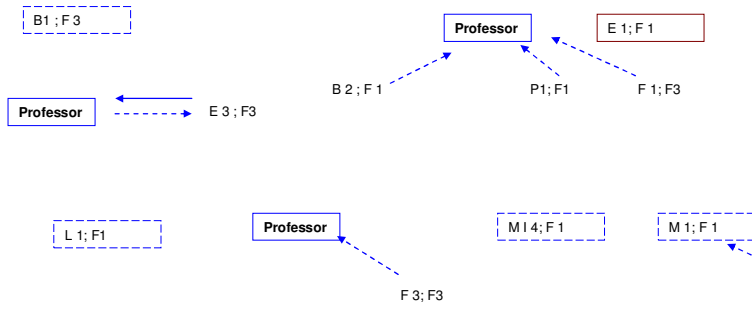 B1 ; F 3
Professor
E 1; F 1
B 2 ; F 1
P1; F1
F 1; F3
Professor
E 3 ; F3
L 1; F1
Professor
M I 4; F 1
M 1; F 1
F 3; F3